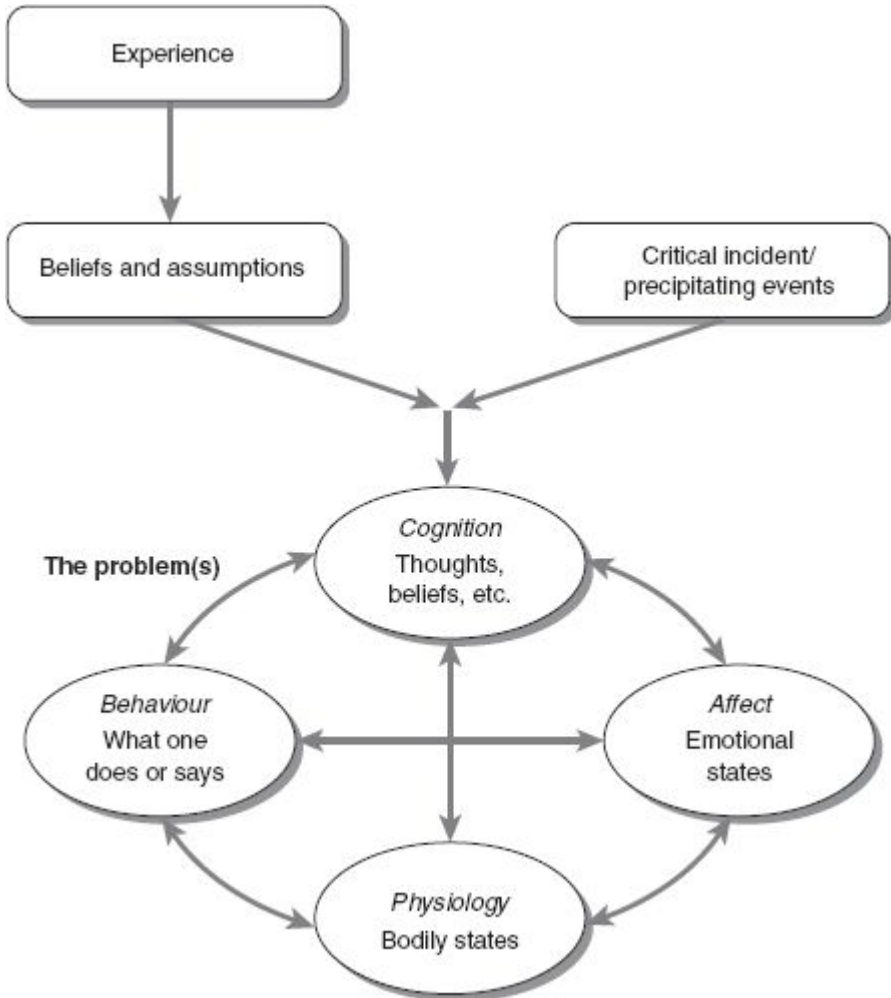 Experience
Beliefs and assumptions
Critical incident/
precipitating events
The problem(s)
Cognition
Thoughts,
beliefs, etc.
Behaviour
What one
does or says
Affect
Emotional
states
Physiology
Bodily states